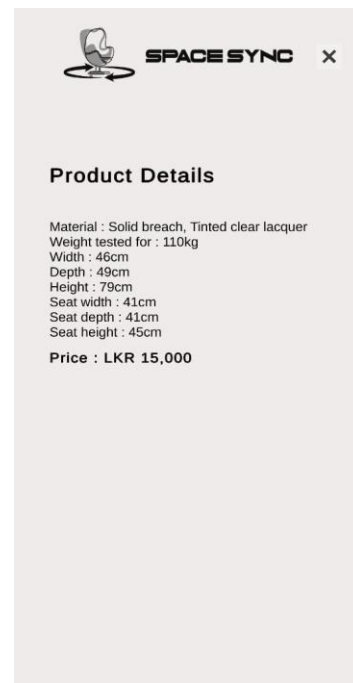 SPACE SYNC
Product Details
Material : Solid breach, Tinted clear lacquer
Weight tested for : 110kg
Width : 46cm
Depth : 49cm
Height : 79cm
Seat width : 41cm
Seat depth : 41cm
Seat height : 45cm
Price : LKR 15,000